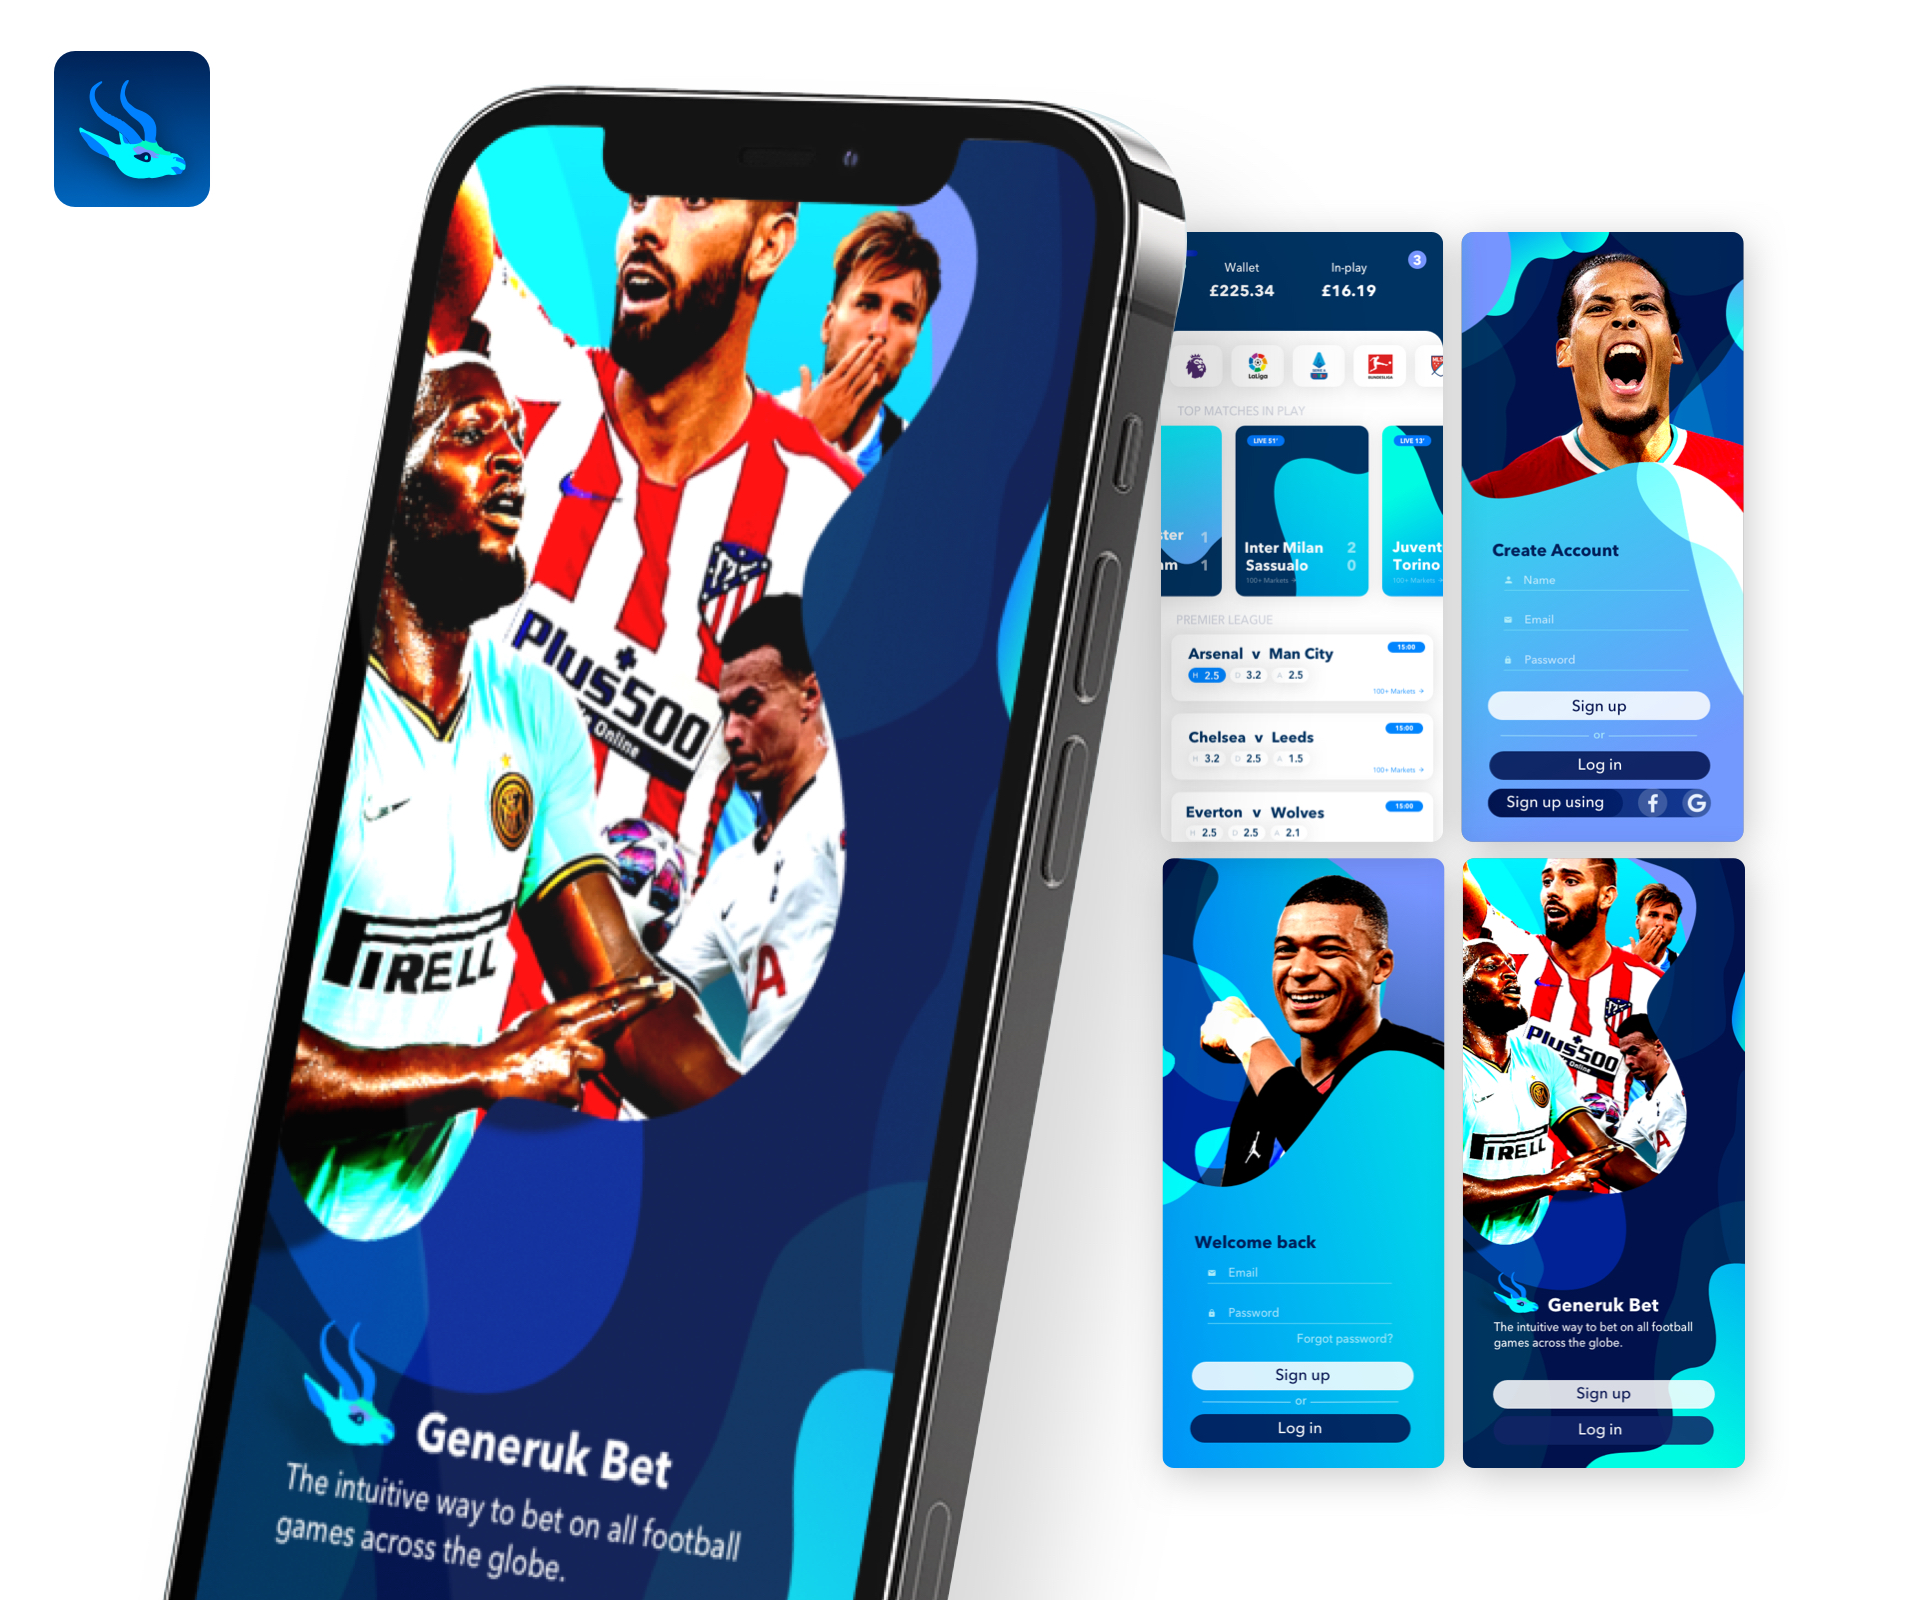 Plus500
Online
PIRELL
A
Generuk Bet
The intuitive way to bet on all football
games across the globe.
Wallet
In-play
3
£225.34
£16.19
LaLiga
BUNDESLIGA
TOP MATCHES IN PLAY
LIVE 51'
LIVE 13'
ster 1
am 1
Inter Milan 2
Sassualo 0
100+ Markets →
Juvent
Torino
100+ Markets →
PREMIER LEAGUE
Arsenal v Man City
15:00
H 2.5 D 3.2 A 2.5
100+ Markets →
Chelsea v Leeds
15:00
H 3.2 D 2.5 A 1.5
100+ Markets →
Everton v Wolves
15:00
H 2.5 D 2.5 A 2.1
Create Account
Name
Email
Password
Sign up
or
Log in
Sign up using f G
Welcome back
Email
Password
Forgot password?
Sign up
or
Log in
Plus500
Online
PIRELL
A
Generuk Bet
The intuitive way to bet on all football
games across the globe.
Sign up
Log in